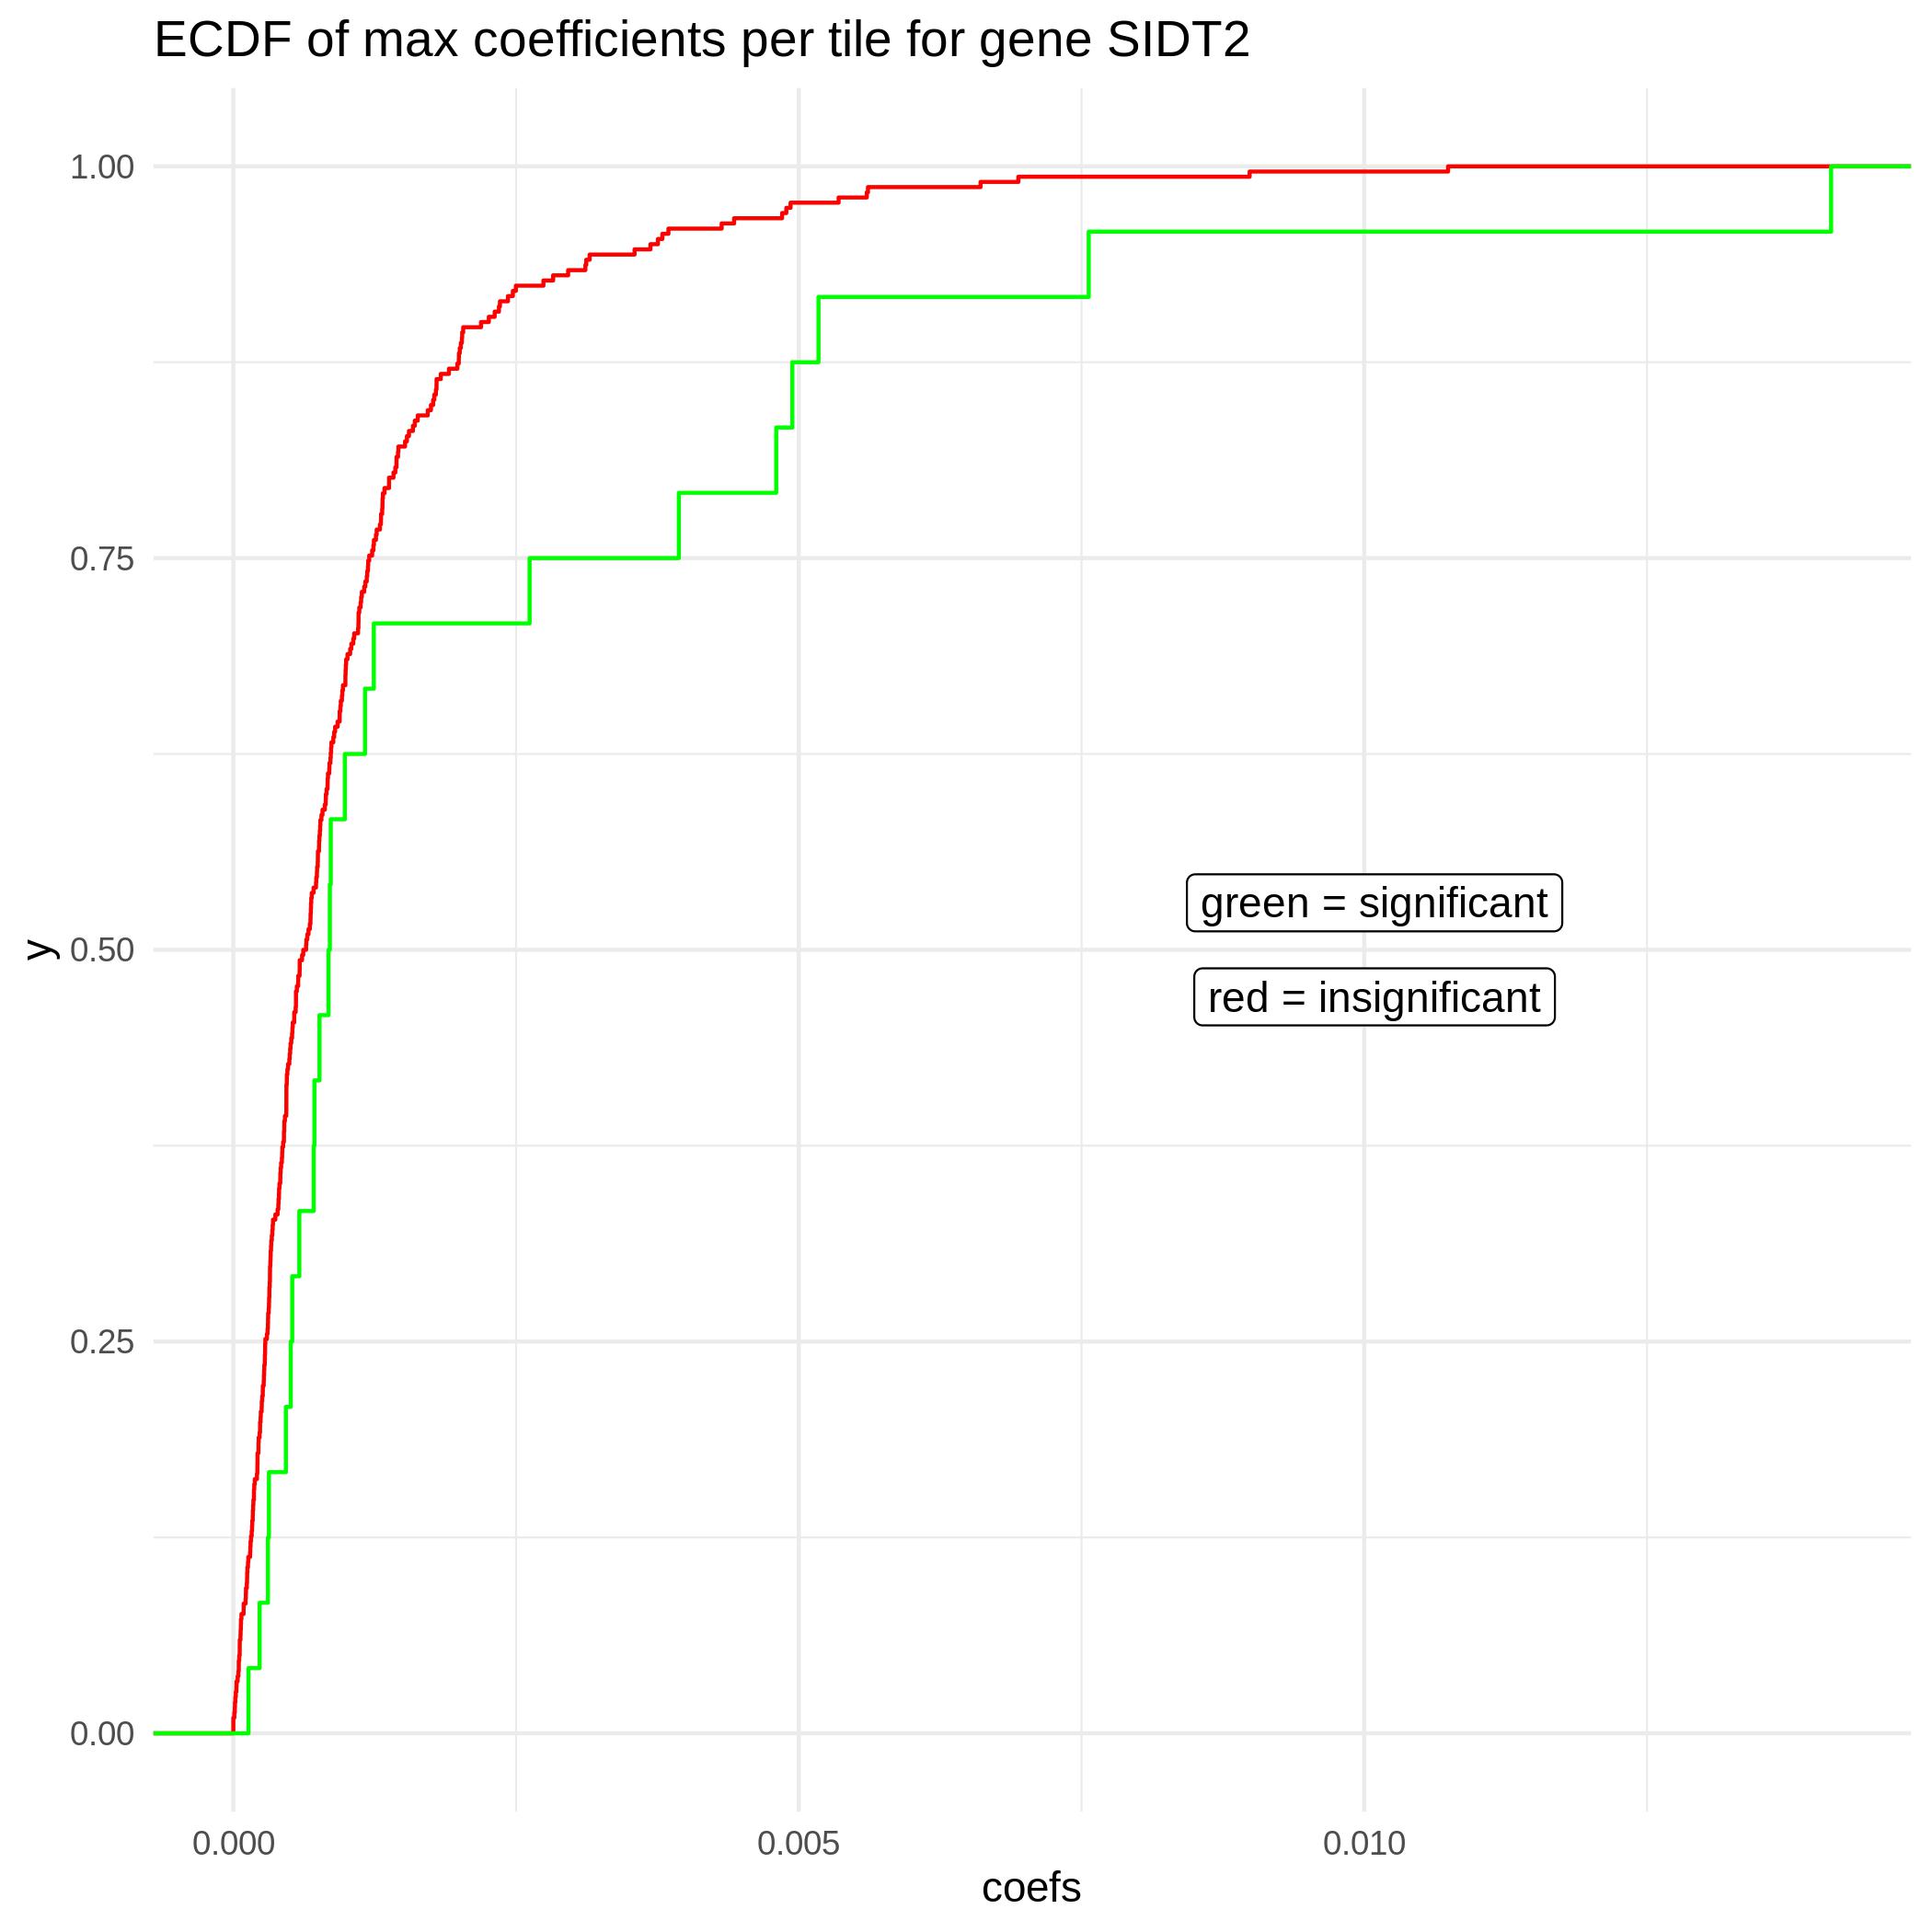 ECDF of max coefficients per tile for gene SIDT2
1.00
0.75
0.50
0.25
0.00
y
green = significant
red = insignificant
0.000 0.005 0.010
coefs